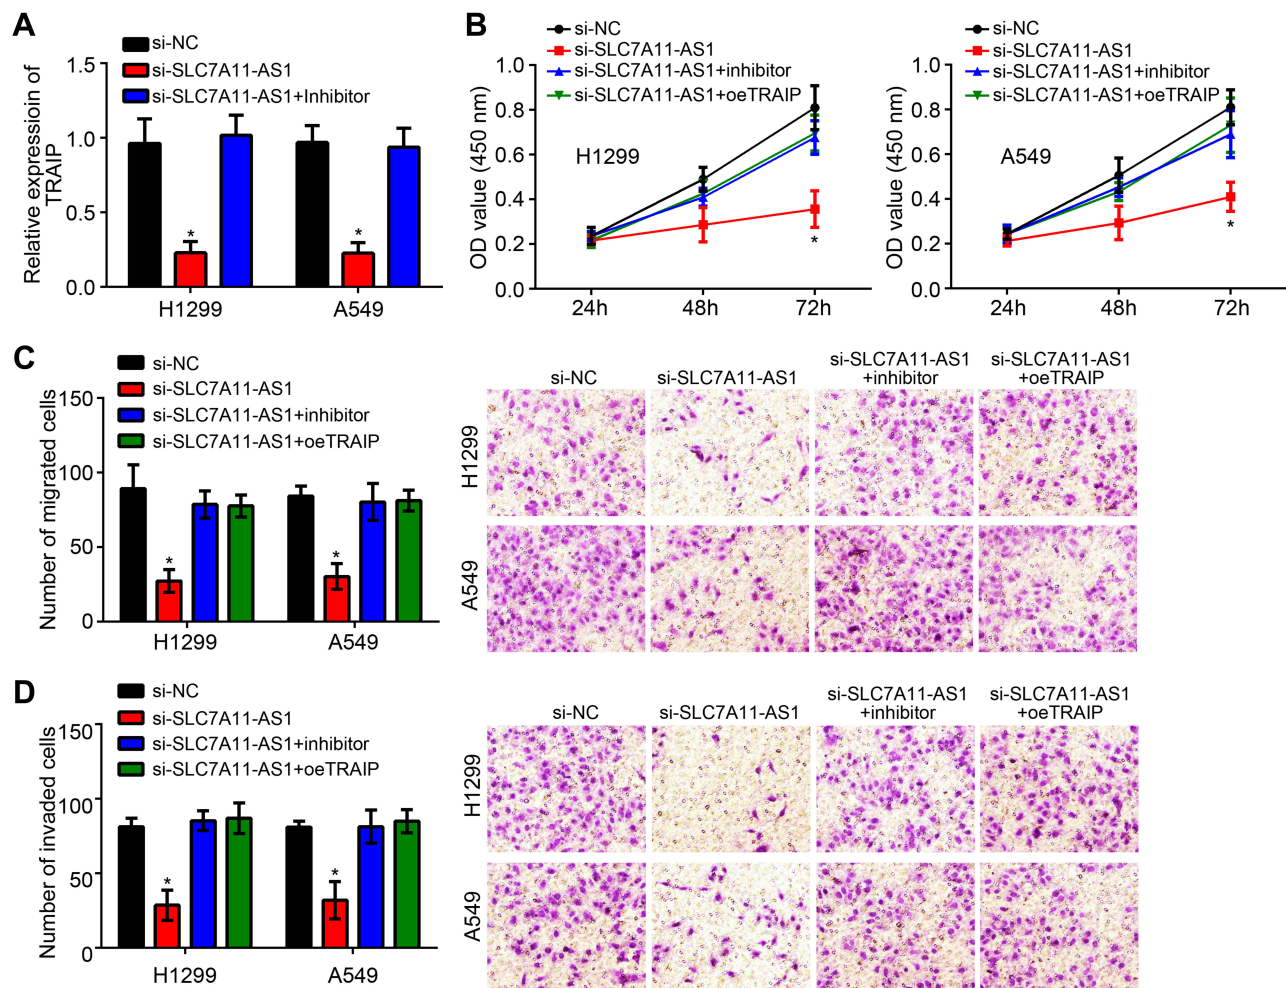 A
si-NC
si-SLC7A11-AS1
si-SLC7A11-AS1+Inhibitor
Relative expression of
TRAIP
1.5
1.0
0.5
0.0
*
*
H1299
A549
B
si-NC
si-SLC7A11-AS1
si-SLC7A11-AS1+inhibitor
si-SLC7A11-AS1+oeTRAIP
OD value (450 nm)
1.0
0.8
0.6
0.4
0.2
0.0
H1299
*
24h
48h
72h
si-NC
si-SLC7A11-AS1
si-SLC7A11-AS1+inhibitor
si-SLC7A11-AS1+oeTRAIP
OD value (450 nm)
1.0
0.8
0.6
0.4
0.2
0.0
A549
*
24h
48h
72h
C
si-NC
si-SLC7A11-AS1
si-SLC7A11-AS1+inhibitor
si-SLC7A11-AS1+oeTRAIP
Number of migrated cells
150
100
50
0
*
*
H1299
A549
si-NC
si-SLC7A11-AS1
si-SLC7A11-AS1
+inhibitor
si-SLC7A11-AS1
+oeTRAIP
H1299
A549
D
si-NC
si-SLC7A11-AS1
si-SLC7A11-AS1+inhibitor
si-SLC7A11-AS1+oeTRAIP
Number of invaded cells
150
100
50
0
*
*
H1299
A549
si-NC
si-SLC7A11-AS1
si-SLC7A11-AS1
+inhibitor
si-SLC7A11-AS1
+oeTRAIP
H1299
A549